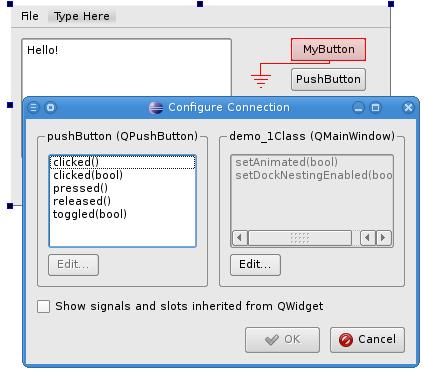 File Type Here
Hello!
MyButton
PushButton
Configure Connection
pushButton (QPushButton)
clicked()
clicked(bool)
pressed()
released()
toggled(bool)
Edit...
demo_1Class (QMainWindow)
setAnimated(bool)
setDockNestingEnabled(boo
Edit...
Show signals and slots inherited from QWidget
OK
Cancel